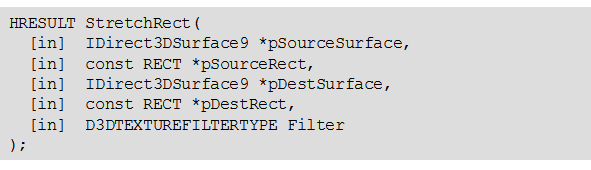 HRESULT StretchRect(
[in] IDirect3DSurface9 *pSourceSurface,
[in] const RECT *pSourceRect,
[in] IDirect3DSurface9 *pDestSurface,
[in] const RECT *pDestRect,
[in] D3DTEXTUREFILTERTYPE Filter
);